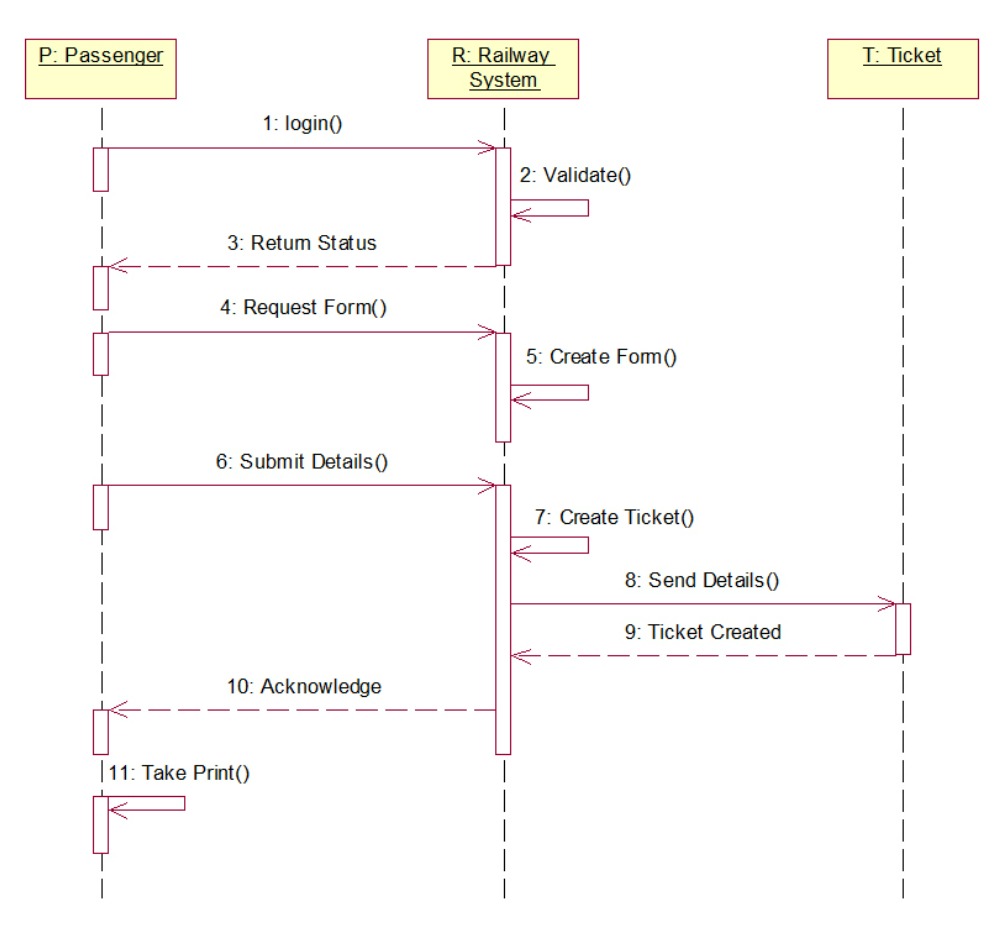 P: Passenger
R: Railway
System
T: Ticket
1: login()
2: Validate()
3: Return Status
4: Request Form()
5: Create Form()
6: Submit Details()
7: Create Ticket()
8: Send Details()
9: Ticket Created
10: Acknowledge
11: Take Print()